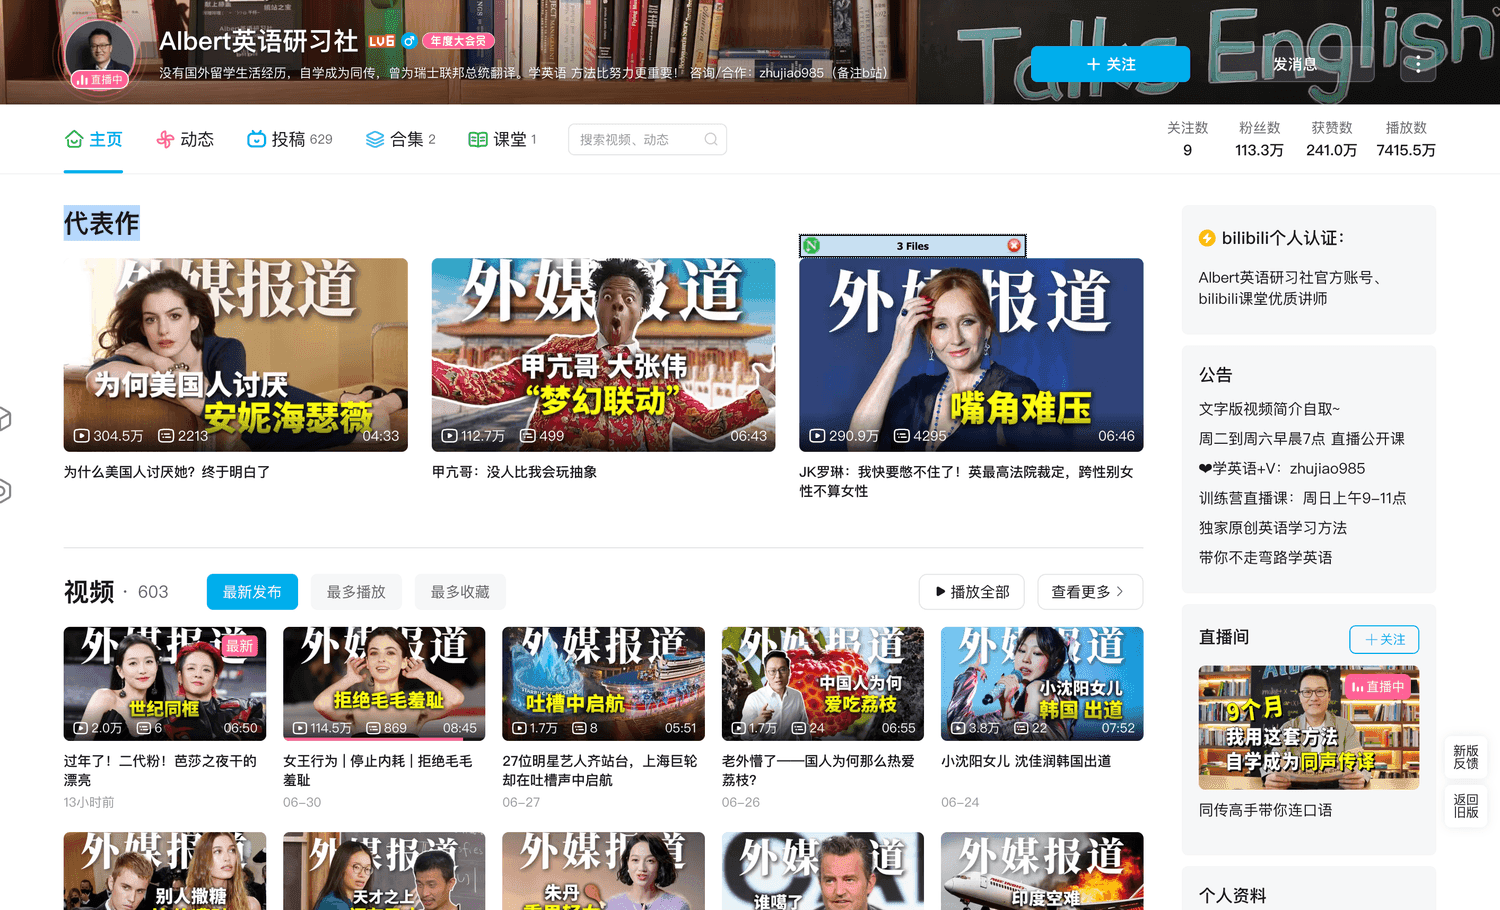 Talks English
Albert英语研习社 LV6 年度大会员
直播中
没有国外留学生活经历，自学成为同传，曾为瑞士联邦总统翻译。学英语 方法比努力更重要！ 咨询/合作：zhujiao985（备注b站）
关注
发消息
主页
动态
投稿 629
合集 2
课堂 1
搜索视频、动态
关注数
9
粉丝数
113.3万
获赞数
241.0万
播放数
7415.5万
代表作
3 Files
外媒报道
为何美国人讨厌
安妮海瑟薇
304.5万 2213 04:33
为什么美国人讨厌她？终于明白了
外媒报道
甲亢哥 大张伟
“梦幻联动”
112.7万 499 06:43
甲亢哥：没人比我会玩抽象
外媒报道
嘴角难压
290.9万 4295 06:46
JK罗琳：我快要憋不住了！英最高法院裁定，跨性别女
性不算女性
视频 · 603
最新发布
最多播放
最多收藏
播放全部
查看更多
外媒报道
最新
世纪同框
2.0万 6 06:50
过年了！二代粉！芭莎之夜干的
漂亮
13小时前
外媒报道
拒绝毛毛羞耻
114.5万 869 08:45
女王行为 | 停止内耗 | 拒绝毛毛
羞耻
06-30
外媒报道
吐槽中启航
1.7万 8 05:51
27位明星艺人齐站台，上海巨轮
却在吐槽声中启航
06-27
外媒报道
中国人为何
爱吃荔枝
1.7万 24 06:55
老外懵了——国人为何那么热爱
荔枝？
06-26
外媒报道
小沈阳女儿
韩国 出道
3.8万 22 07:52
小沈阳女儿 沈佳润韩国出道
06-24
外媒报道
别人撒糖
外媒报道
天才之上
外媒报道
朱丹
外媒报道
谁噶了
外媒报道
印度空难
bilibili个人认证：
Albert英语研习社官方账号、
bilibili课堂优质讲师
公告
文字版视频简介自取~
周二到周六早晨7点 直播公开课
❤学英语+V：zhujiao985
训练营直播课：周日上午9-11点
独家原创英语学习方法
带你不走弯路学英语
直播间
关注
直播中
9个月
我用这套方法
自学成为同声传译
同传高手带你连口语
个人资料
新版
反馈
返回
旧版